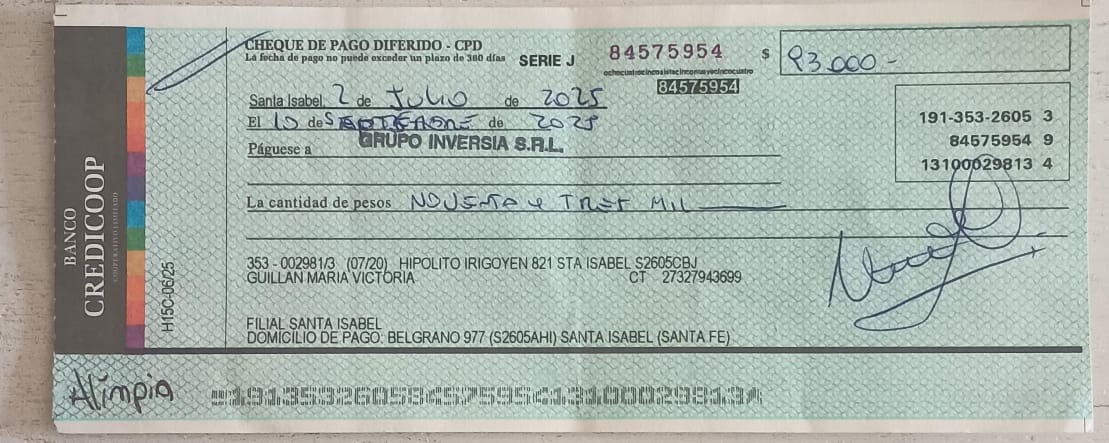 BANCO
CREDICOOP
COOPERATIVO LIMITADO
H15C-06/25
CHEQUE DE PAGO DIFERIDO - CPD
La fecha de pago no puede exceder un plazo de 360 días
SERIE J
84575954
ochocuatrocincosietecinconuevecincocuatro
84575954
$ 93.000-
Santa Isabel, 2 de JULIO de 2025
El 10 de SEPTIEMBRE de 2025
Páguese a GRUPO INVERSIA S.R.L.
191-353-2605 3
84575954 9
13100029813 4
La cantidad de pesos NOVENTA Y TRES MIL
353 - 002981/3 (07/20) HIPOLITO IRIGOYEN 821 STA ISABEL S2605CBJ
GUILLAN MARIA VICTORIA CT 27327943699
FILIAL SANTA ISABEL
DOMICILIO DE PAGO: BELGRANO 977 (S2605AHI) SANTA ISABEL (SANTA FE)
Alimpia